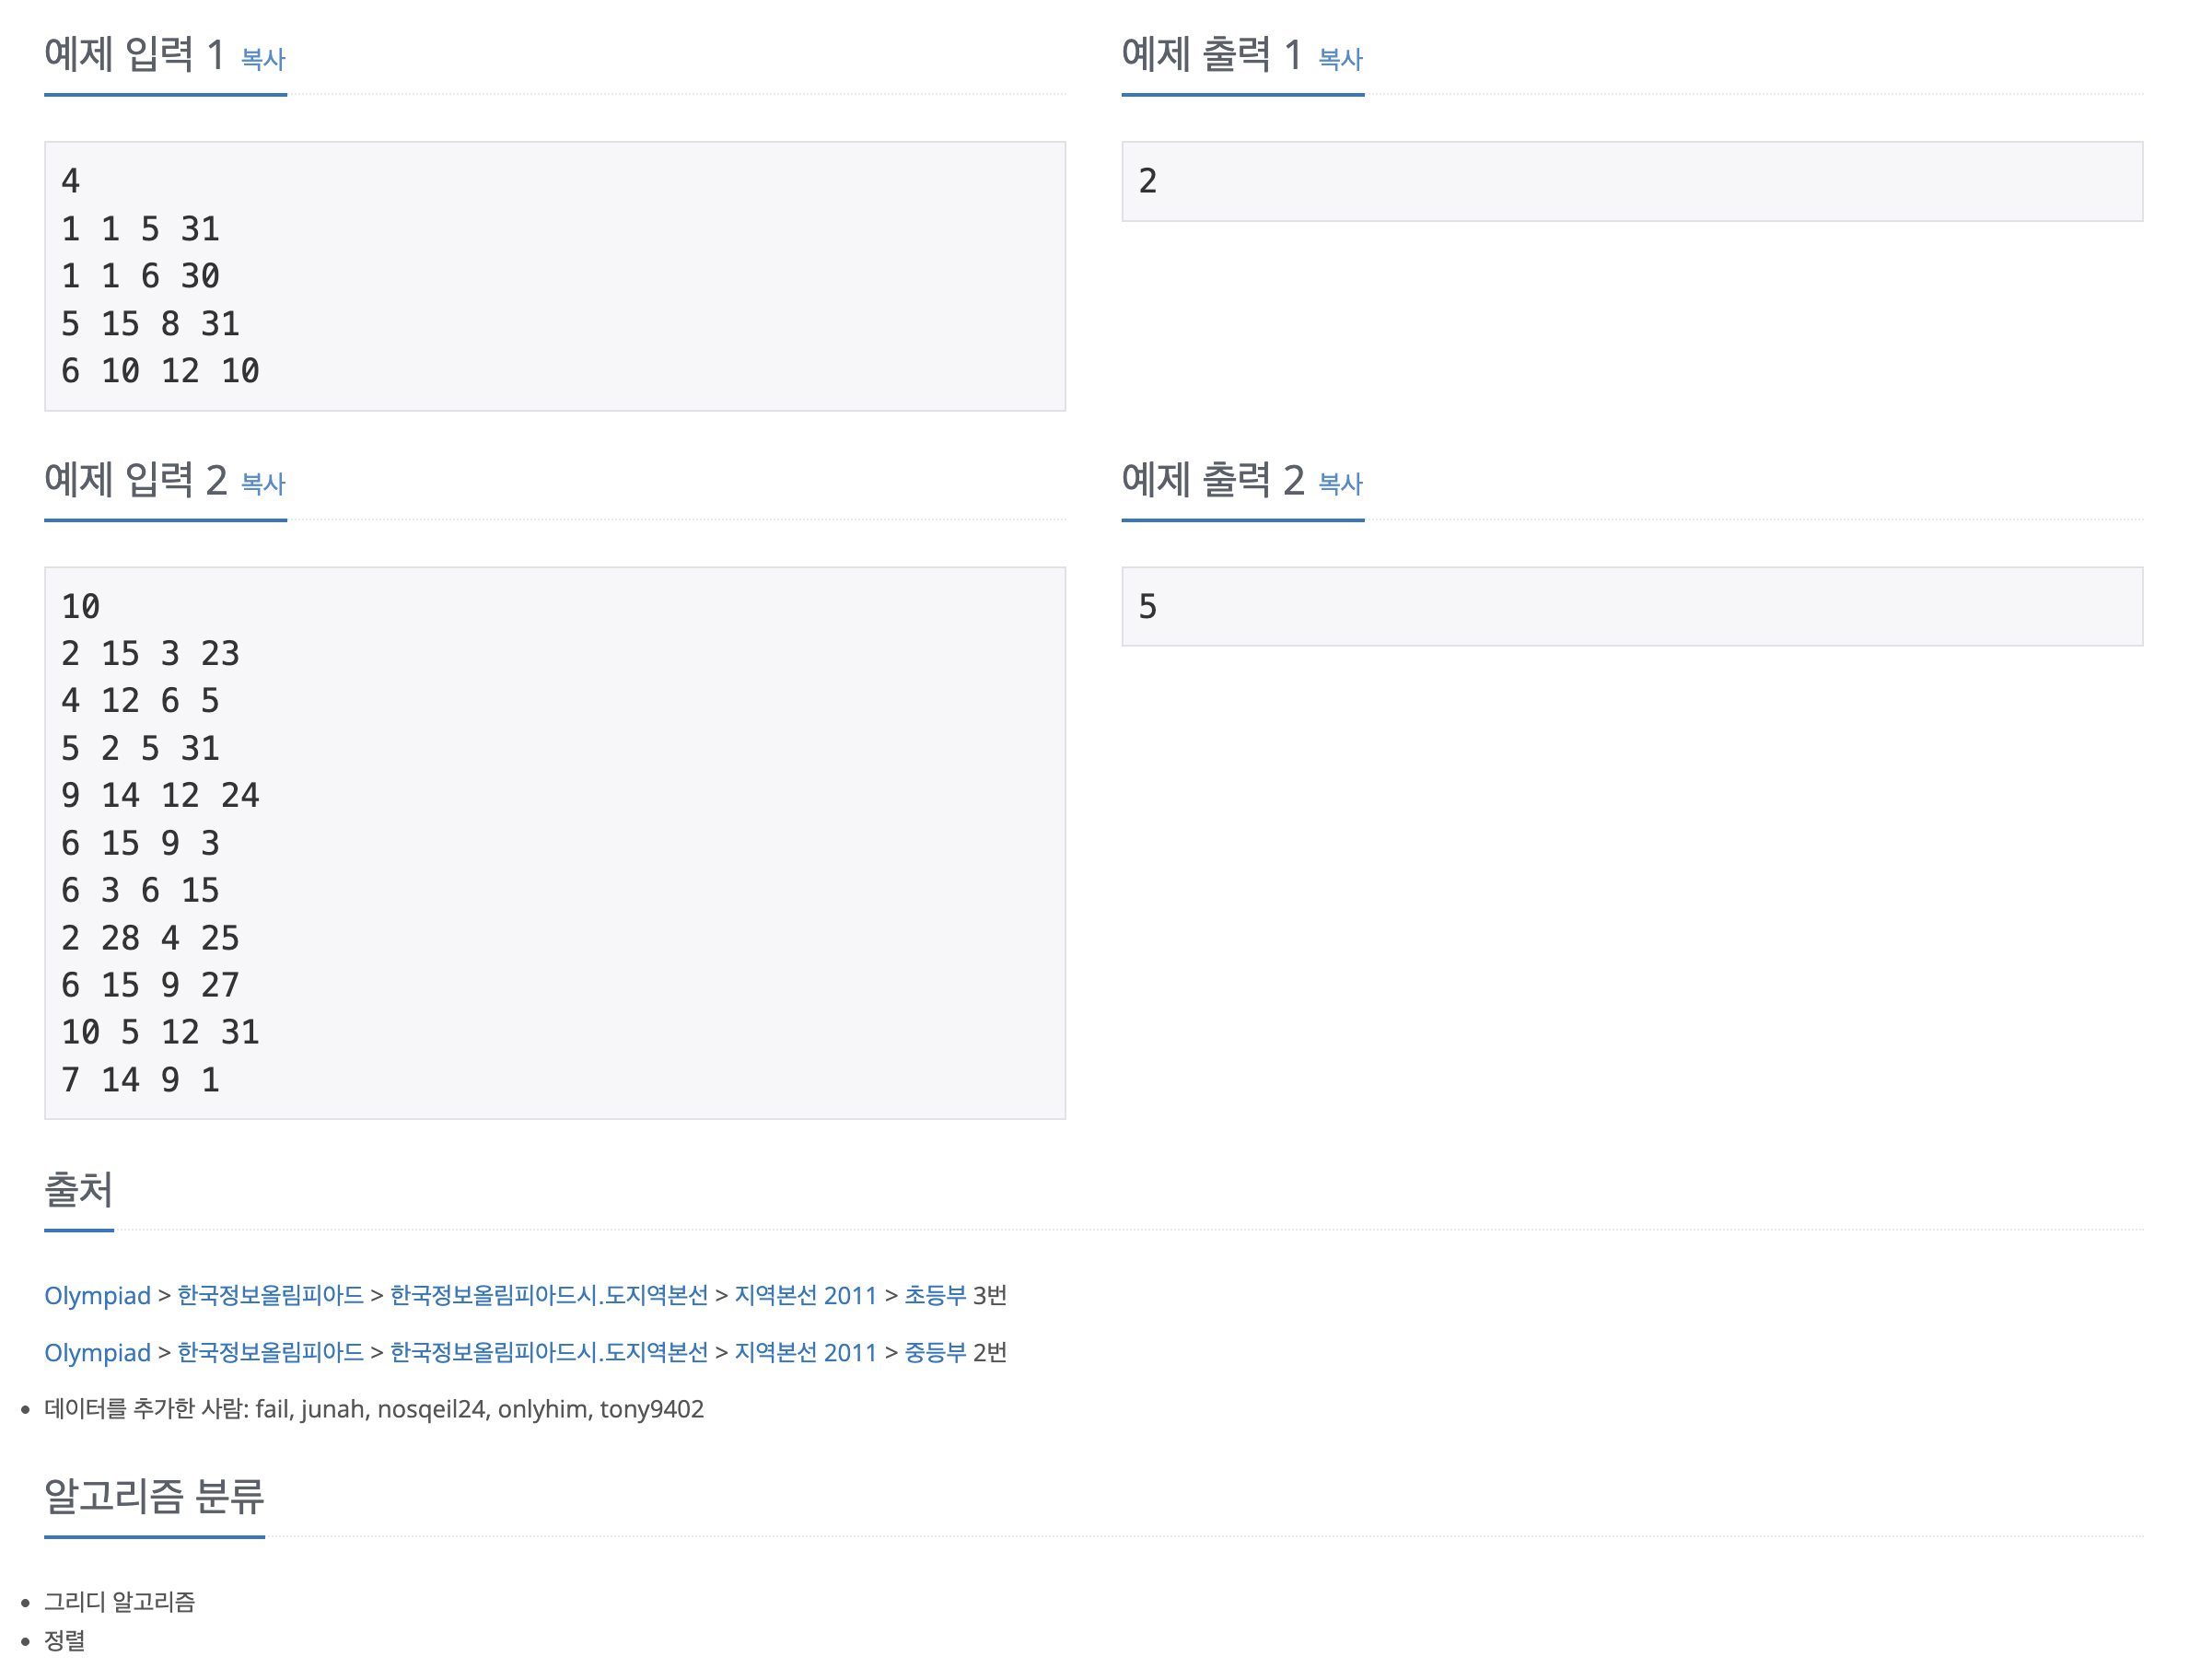 예제 입력 1 복사
4
1 1 5 31
1 1 6 30
5 15 8 31
6 10 12 10
예제 출력 1 복사
2
예제 입력 2 복사
10
2 15 3 23
4 12 6 5
5 2 5 31
9 14 12 24
6 15 9 3
6 3 6 15
2 28 4 25
6 15 9 27
10 5 12 31
7 14 9 1
예제 출력 2 복사
5
출처
Olympiad > 한국정보올림피아드 > 한국정보올림피아드시.도지역본선 > 지역본선 2011 > 초등부 3번
Olympiad > 한국정보올림피아드 > 한국정보올림피아드시.도지역본선 > 지역본선 2011 > 중등부 2번
• 데이터를 추가한 사람: fail, junah, nosqeil24, onlyhim, tony9402
알고리즘 분류
• 그리디 알고리즘
• 정렬